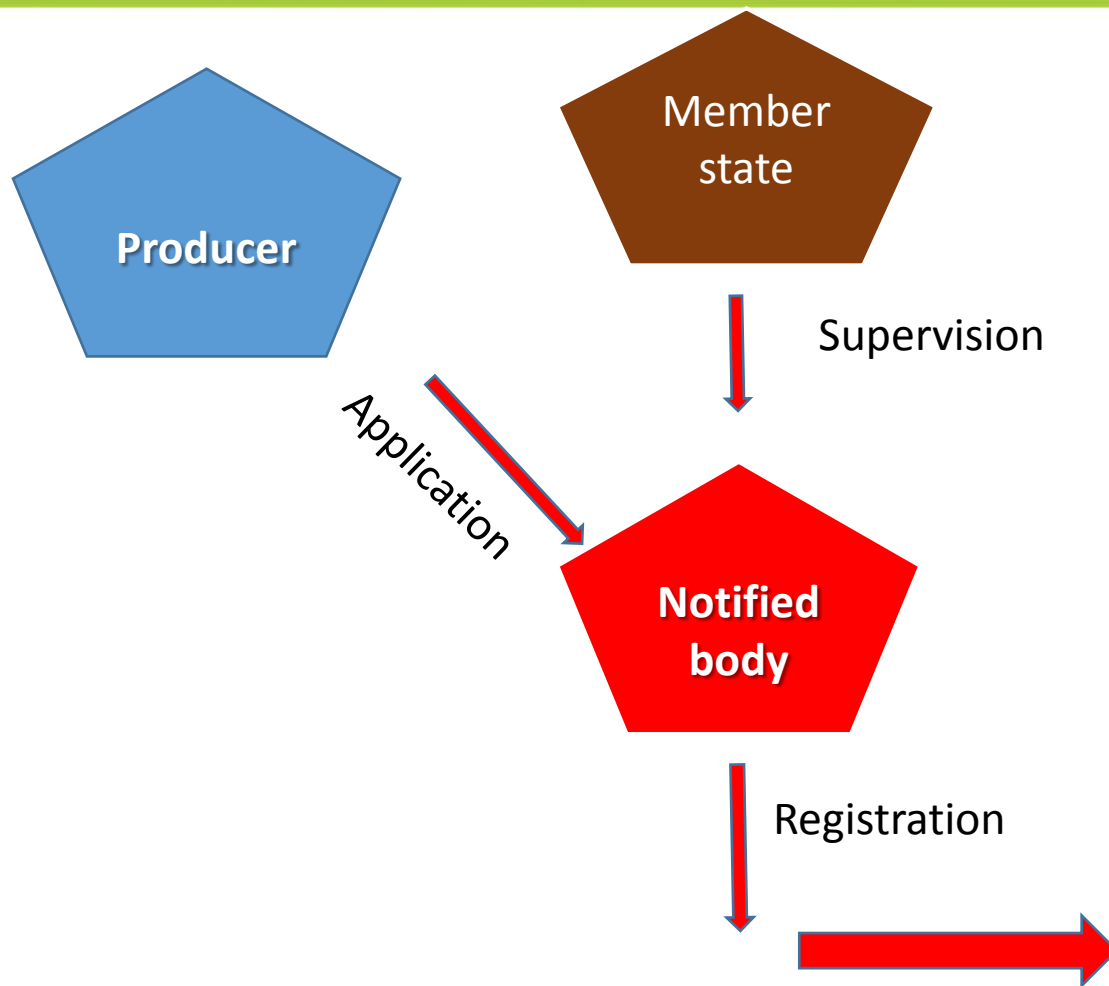 Member
state
Producer
Supervision
Application
Notified
body
Registration